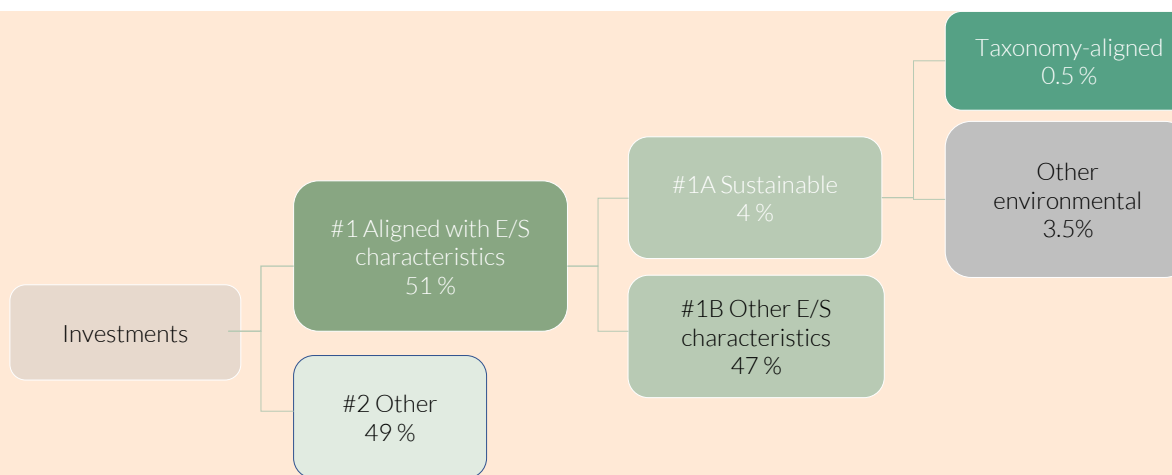 Investments
#1 Aligned with E/S
characteristics
51 %
#2 Other
49 %
#1A Sustainable
4 %
#1B Other E/S
characteristics
47 %
Taxonomy-aligned
0.5 %
Other
environmental
3.5%